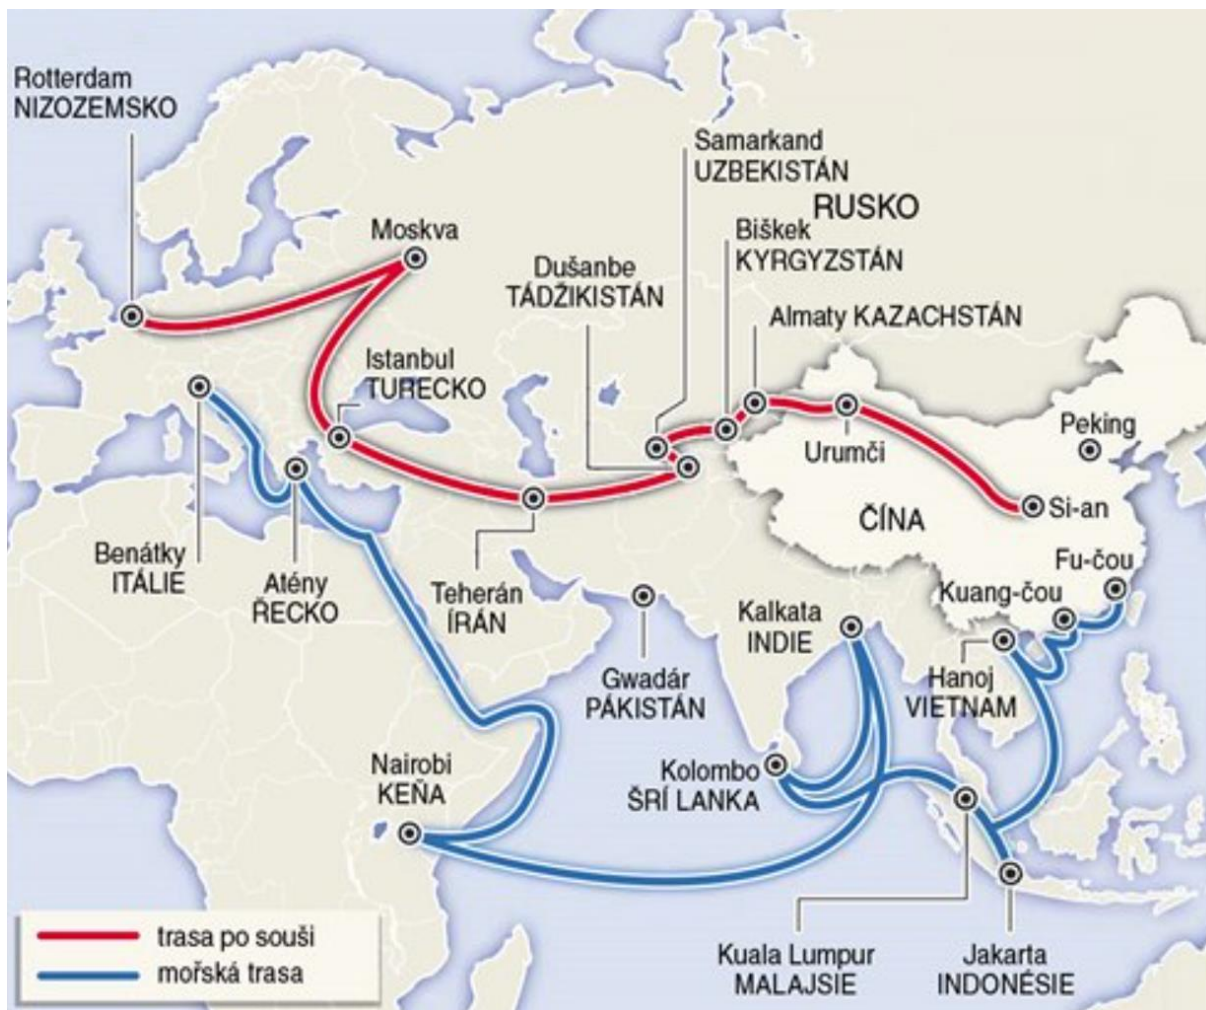 Rotterdam
NIZOZEMSKO
Samarkand
UZBEKISTÁN
RUSKO
Moskva
Biškek
KYRGYZSTÁN
Dušanbe
TÁDŽIKISTÁN
Almaty KAZACHSTÁN
Istanbul
TURECKO
Peking
Urumči
Si-an
ČÍNA
Benátky
ITÁLIE
Atény
ŘECKO
Teherán
ÍRÁN
Fu-čou
Kuang-čou
Kalkata
INDIE
Gwadár
PÁKISTÁN
Hanoj
VIETNAM
Nairobi
KEŇA
Kolombo
ŠRÍ LANKA
trasa po souši
mořská trasa
Kuala Lumpur
MALAJSIE
Jakarta
INDONÉSIE